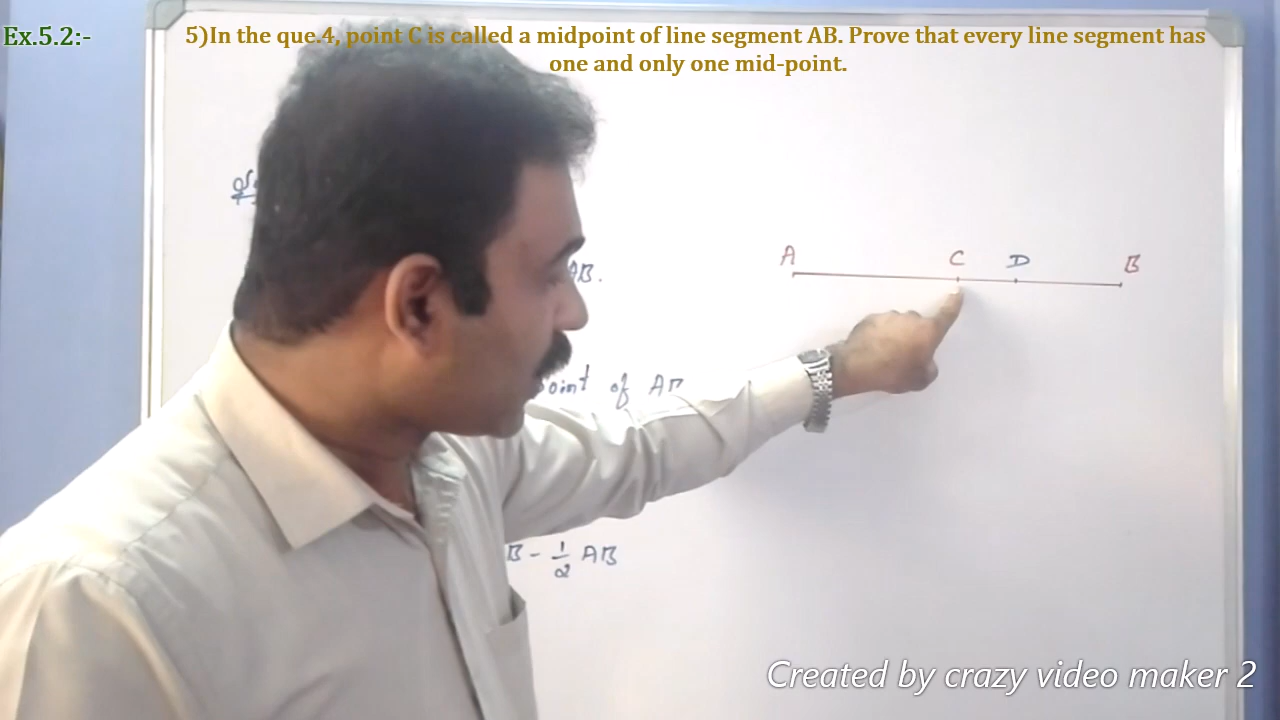 Ex.5.2:-
5)In the que.4, point C is called a midpoint of line segment AB. Prove that every line segment has
one and only one mid-point.
A C D B
AB.
point of AB
B - 1/2 AB
Created by crazy video maker 2